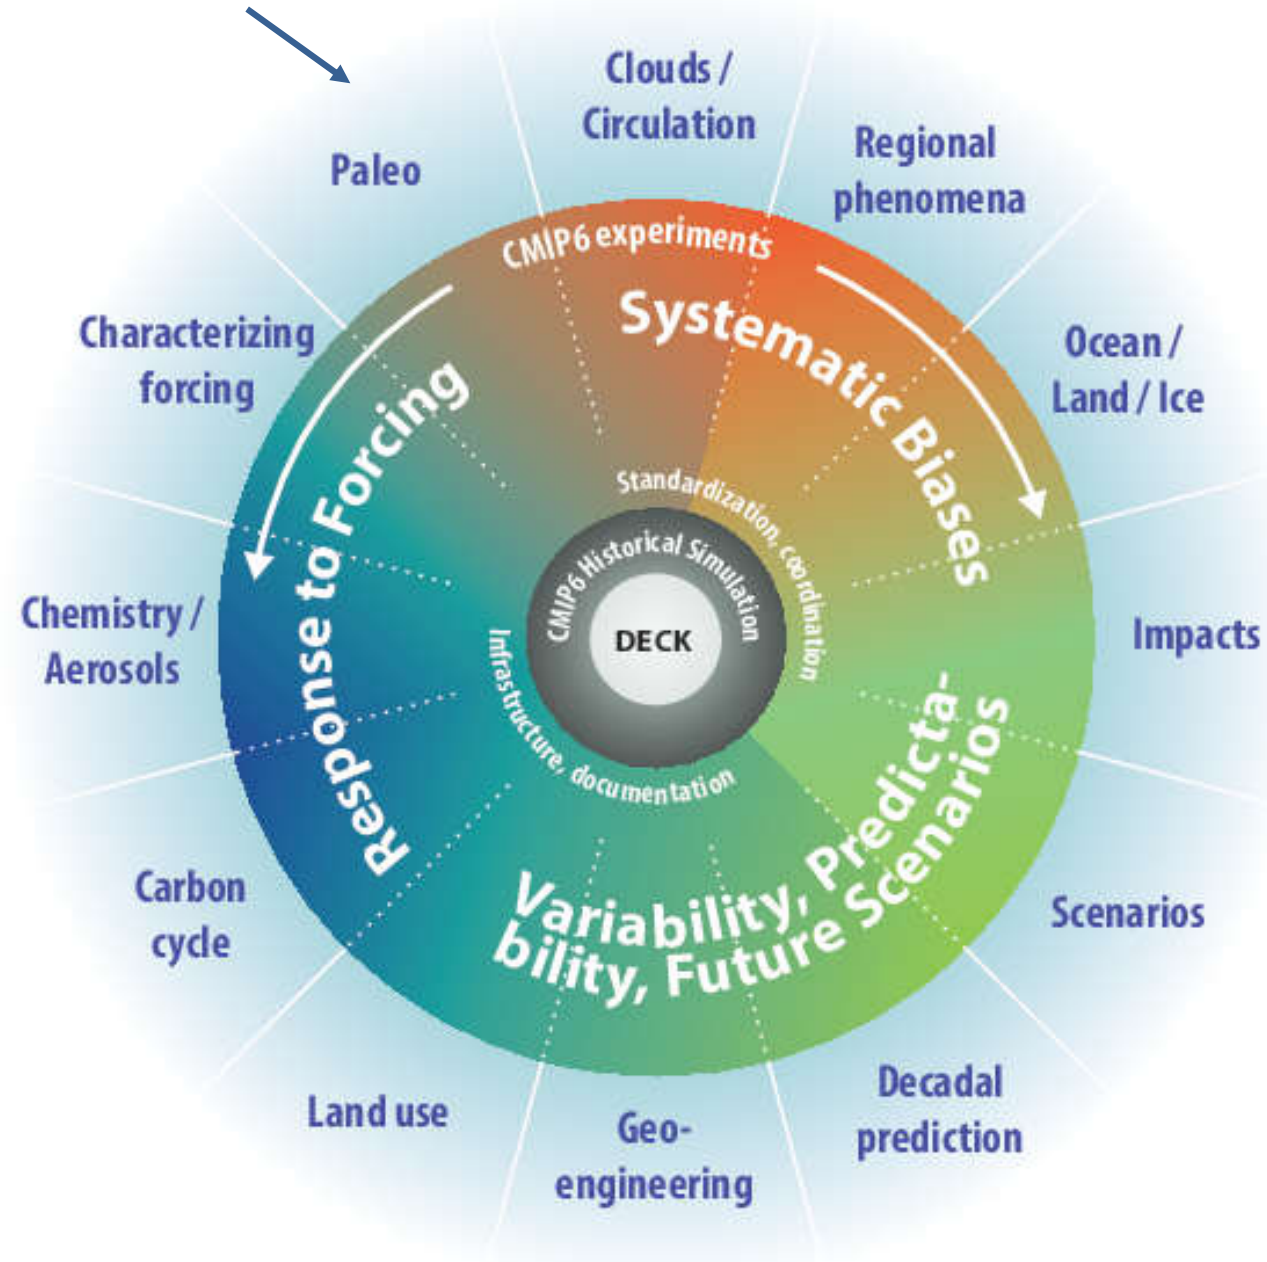 Clouds /
Circulation
Regional
phenomena
Paleo
Ocean /
Land / Ice
Characterizing
forcing
Impacts
Chemistry /
Aerosols
Scenarios
Carbon
cycle
Decadal
prediction
Land use
Geo-
engineering
CMIP6 experiments
Systematic Biases
Response to Forcing
Variability, Predicta-
bility, Future Scenarios
Standardization, coordination
Infrastructure, documentation
CMIP6 Historical Simulation
DECK